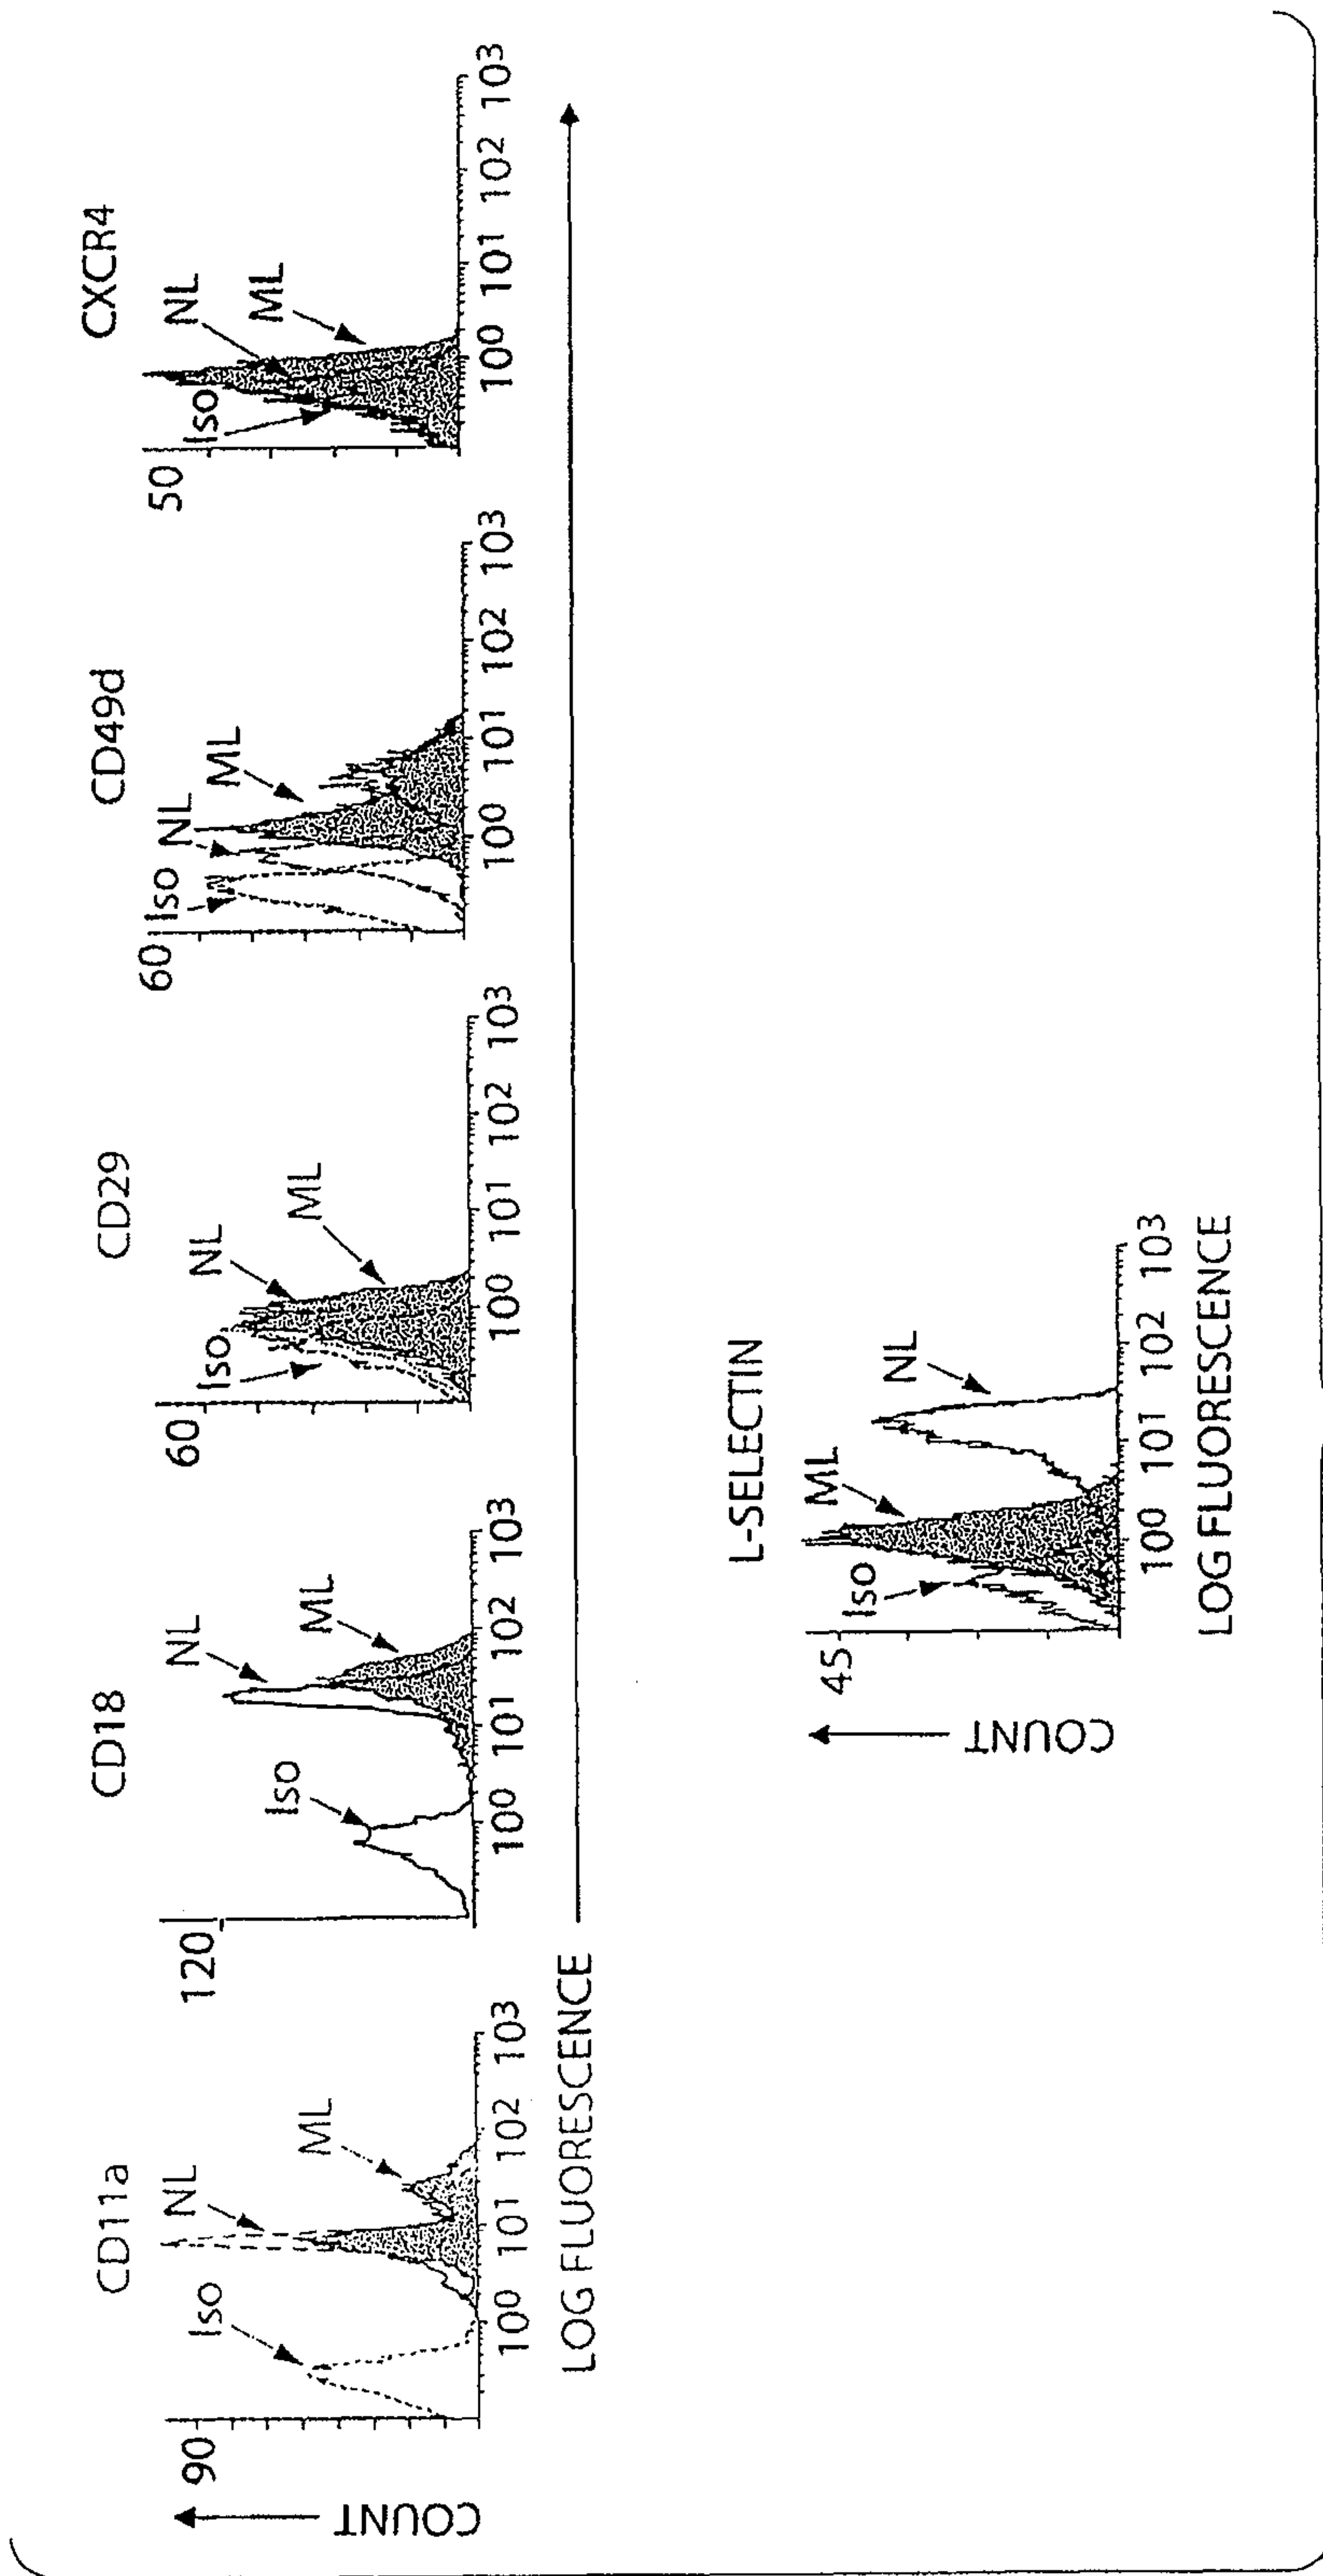 CD11a
CD18
CD29
CD49d
CXCR4
COUNT
90
Iso
NL
ML
10⁰ 10¹ 10² 10³
120
Iso
NL
ML
10⁰ 10¹ 10² 10³
60
Iso
NL
ML
10⁰ 10¹ 10² 10³
60
Iso
NL
ML
10⁰ 10¹ 10² 10³
50
Iso
NL
ML
10⁰ 10¹ 10² 10³
LOG FLUORESCENCE
L-SELECTIN
COUNT
45
Iso
ML
NL
10⁰ 10¹ 10² 10³
LOG FLUORESCENCE